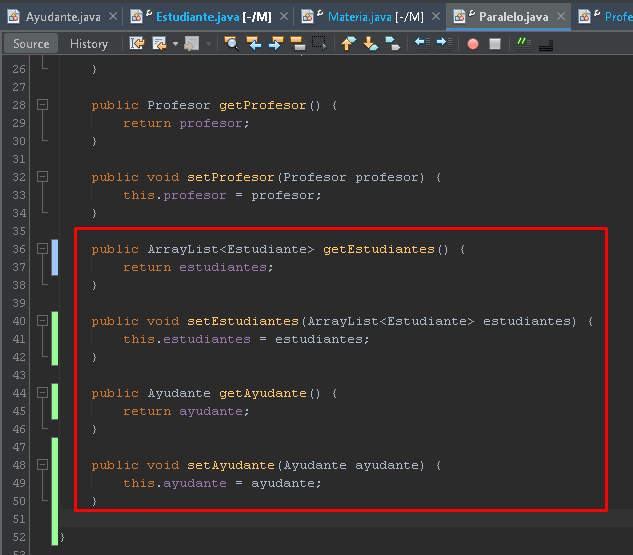 Ayudante.java Estudiante.java [-/M] Materia.java [-/M] Paralelo.java Profe
Source History
26 }
27
28 public Profesor getProfesor() {
29 return profesor;
30 }
31
32 public void setProfesor(Profesor profesor) {
33 this.profesor = profesor;
34 }
35
36 public ArrayList<Estudiante> getEstudiantes() {
37 return estudiantes;
38 }
39
40 public void setEstudiantes(ArrayList<Estudiante> estudiantes) {
41 this.estudiantes = estudiantes;
42 }
43
44 public Ayudante getAyudante() {
45 return ayudante;
46 }
47
48 public void setAyudante(Ayudante ayudante) {
49 this.ayudante = ayudante;
50 }
51
52 }
53